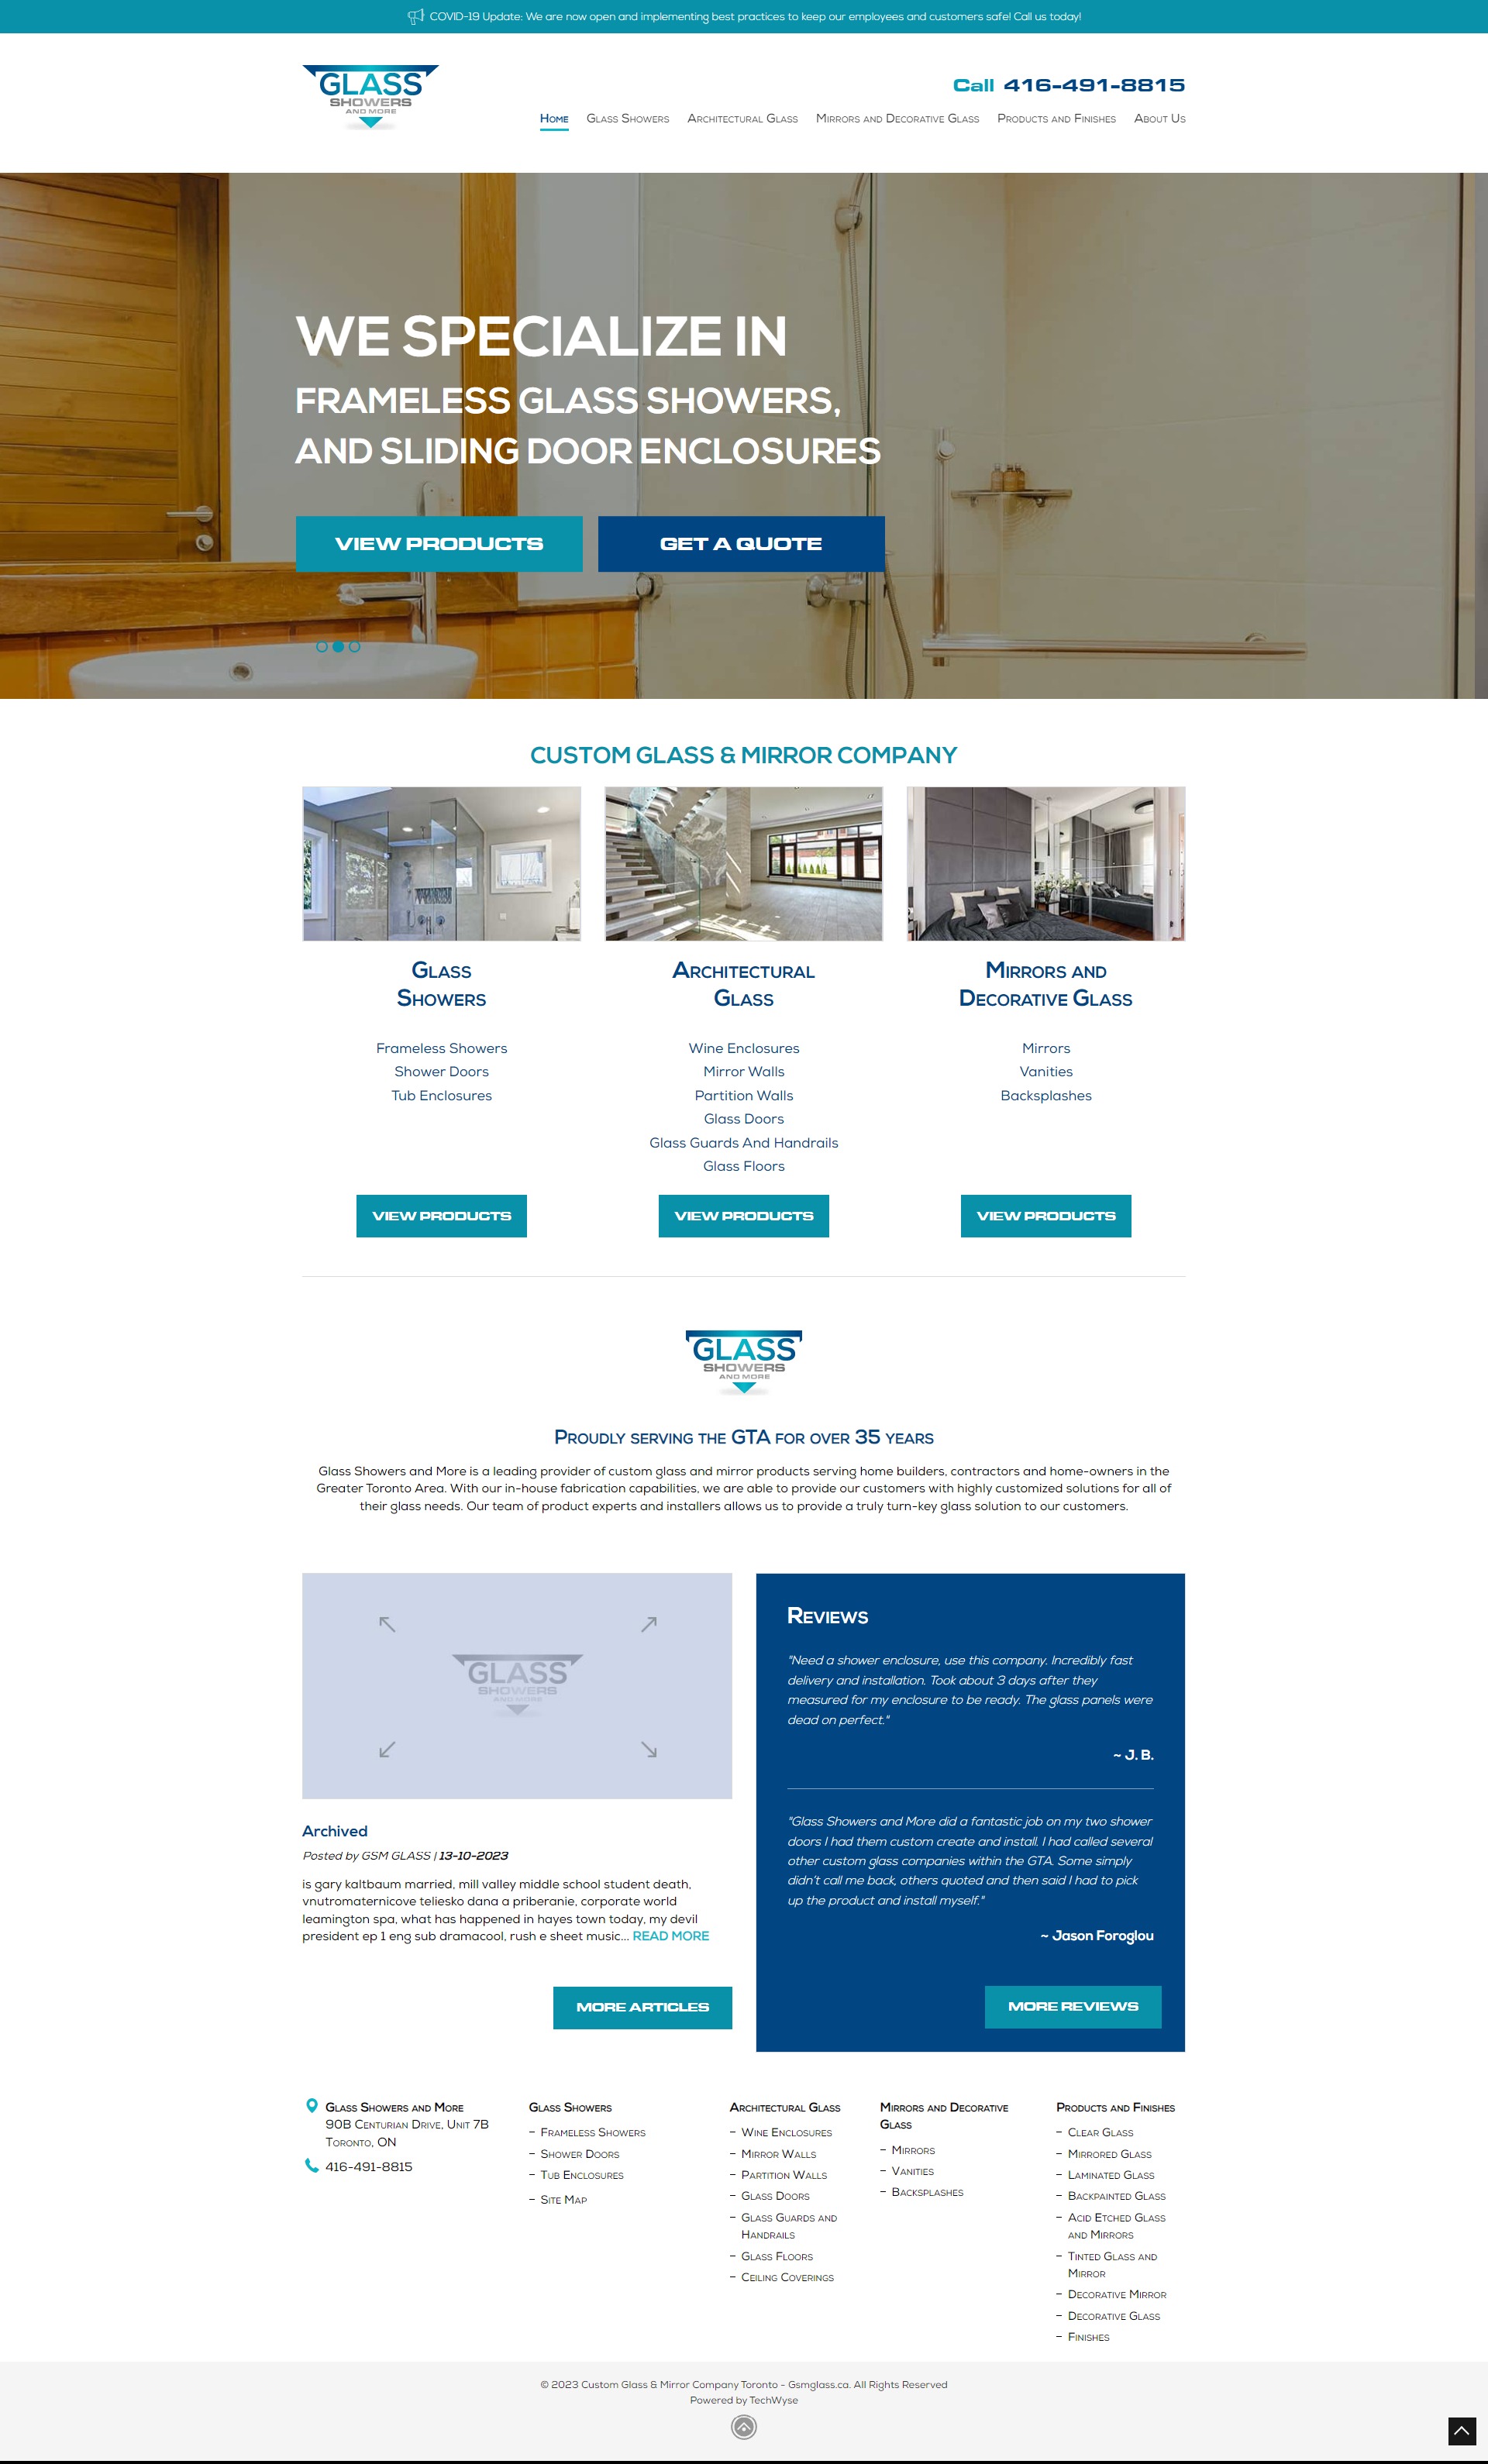 COVID-19 Update: We are now open and implementing best practices to keep our employees and customers safe! Call us today!
GLASS
SHOWERS
AND MORE
Call 416-491-8815
Home Glass Showers Architectural Glass Mirrors and Decorative Glass Products and Finishes About Us
WE SPECIALIZE IN
FRAMELESS GLASS SHOWERS,
AND SLIDING DOOR ENCLOSURES
VIEW PRODUCTS GET A QUOTE
CUSTOM GLASS & MIRROR COMPANY
Glass
Showers
Frameless Showers
Shower Doors
Tub Enclosures
VIEW PRODUCTS
Architectural
Glass
Wine Enclosures
Mirror Walls
Partition Walls
Glass Doors
Glass Guards And Handrails
Glass Floors
VIEW PRODUCTS
Mirrors and
Decorative Glass
Mirrors
Vanities
Backsplashes
VIEW PRODUCTS
GLASS
SHOWERS
AND MORE
Proudly serving the GTA for over 35 years
Glass Showers and More is a leading provider of custom glass and mirror products serving home builders, contractors and home-owners in the
Greater Toronto Area. With our in-house fabrication capabilities, we are able to provide our customers with highly customized solutions for all of
their glass needs. Our team of product experts and installers allows us to provide a truly turn-key glass solution to our customers.
GLASS
SHOWERS
AND MORE
Archived
Posted by GSM GLASS | 13-10-2023
is gary kaltbaum married, mill valley middle school student death,
vnutromaternicove teliesko dana a priberanie, corporate world
leamington spa, what has happened in hayes town today, my devil
president ep 1 eng sub dramacool, rush e sheet music... READ MORE
MORE ARTICLES
Reviews
"Need a shower enclosure, use this company. Incredibly fast
delivery and installation. Took about 3 days after they
measured for my enclosure to be ready. The glass panels were
dead on perfect."
~ J. B.
"Glass Showers and More did a fantastic job on my two shower
doors I had them custom create and install. I had called several
other custom glass companies within the GTA. Some simply
didn't call me back, others quoted and then said I had to pick
up the product and install myself."
~ Jason Foroglou
MORE REVIEWS
Glass Showers and More
90B Centurian Drive, Unit 7B
Toronto, ON
416-491-8815
Glass Showers
– Frameless Showers
– Shower Doors
– Tub Enclosures
– Site Map
Architectural Glass
– Wine Enclosures
– Mirror Walls
– Partition Walls
– Glass Doors
– Glass Guards and
Handrails
– Glass Floors
– Ceiling Coverings
Mirrors and Decorative
Glass
– Mirrors
– Vanities
– Backsplashes
Products and Finishes
– Clear Glass
– Mirrored Glass
– Laminated Glass
– Backpainted Glass
– Acid Etched Glass
and Mirrors
– Tinted Glass and
Mirror
– Decorative Mirror
– Decorative Glass
– Finishes
© 2023 Custom Glass & Mirror Company Toronto - Gsmglass.ca. All Rights Reserved
Powered by TechWyse